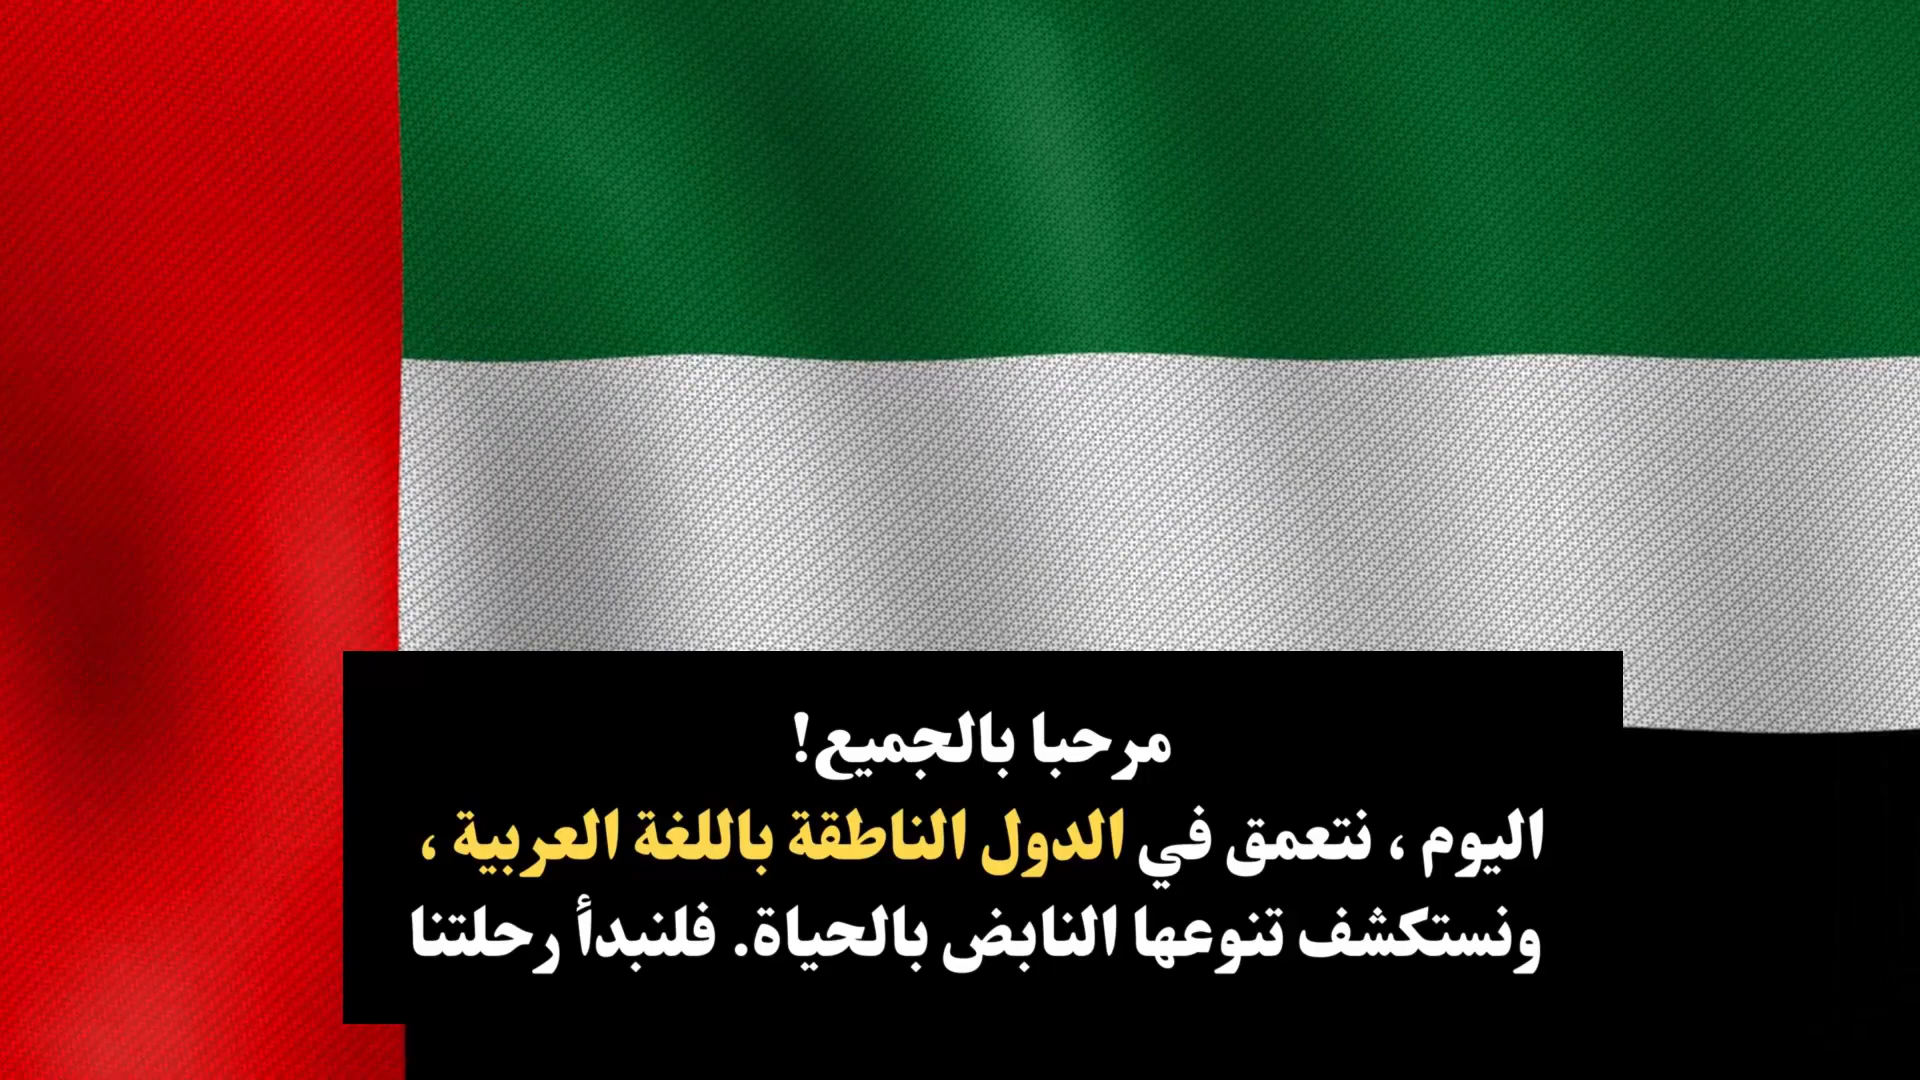 مرحبا بالجميع!
اليوم ، نتعمق في الدول الناطقة باللغة العربية ،
ونستكشف تنوعها النابض بالحياة. فلنبدأ رحلتنا